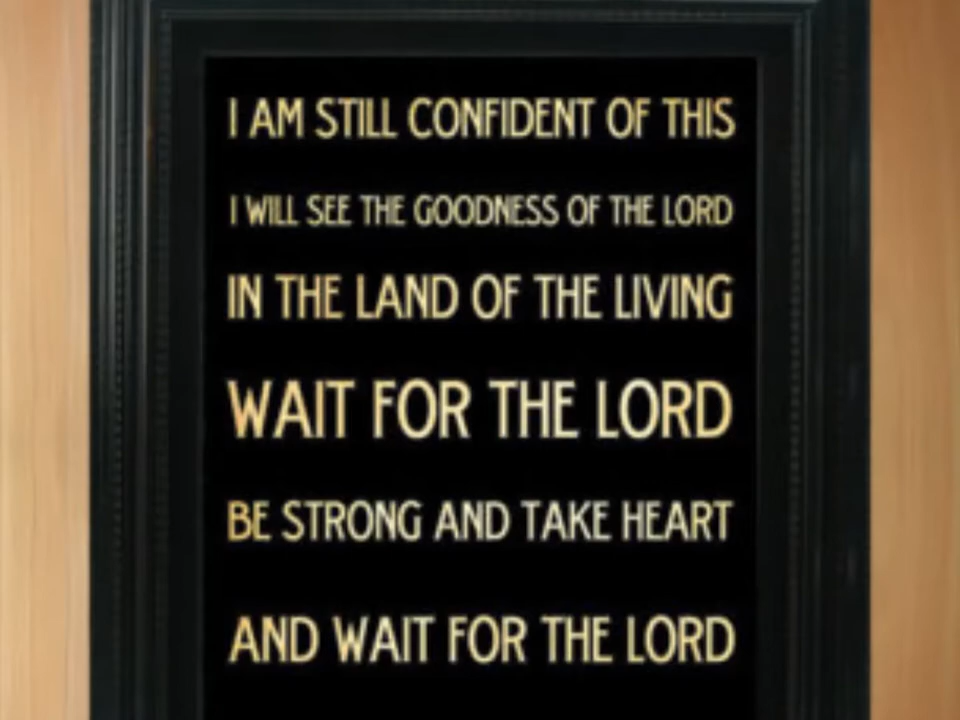 I AM STILL CONFIDENT OF THIS
I WILL SEE THE GOODNESS OF THE LORD
IN THE LAND OF THE LIVING
WAIT FOR THE LORD
BE STRONG AND TAKE HEART
AND WAIT FOR THE LORD